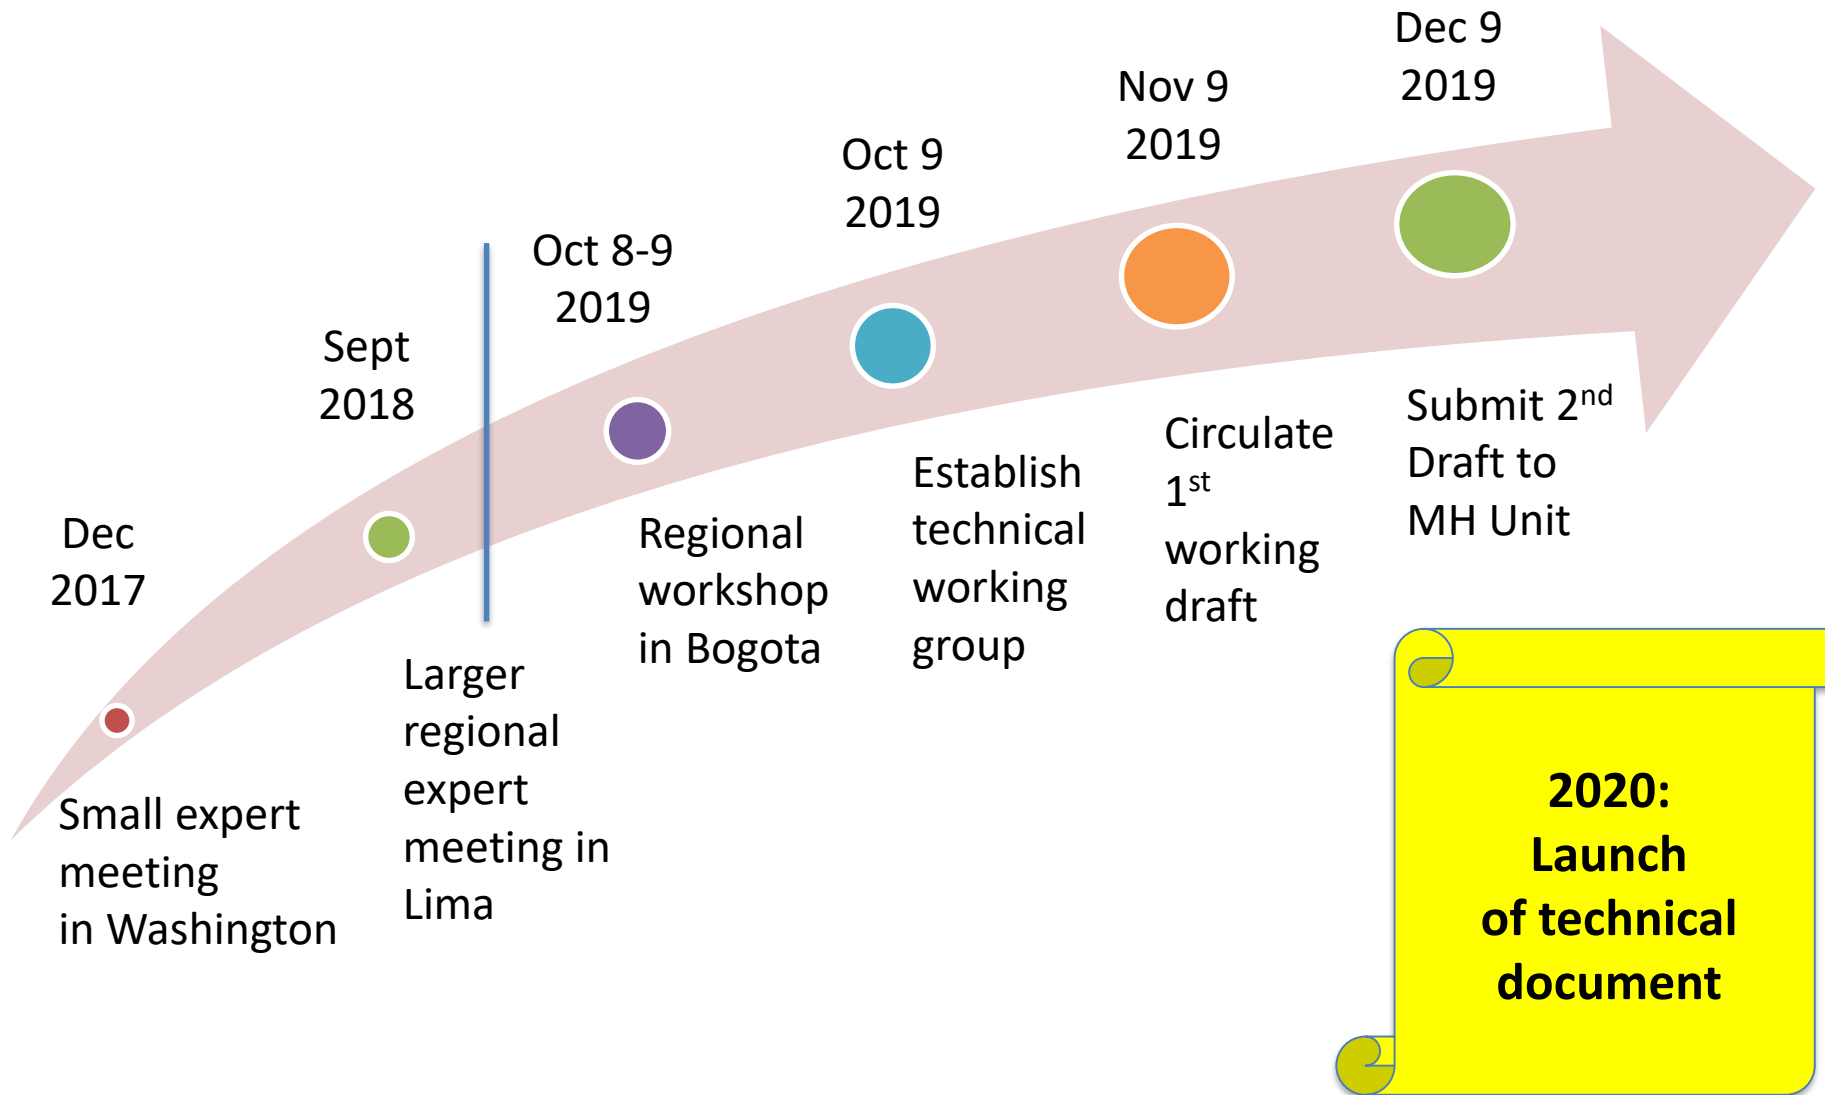 Dec
2017
Small expert
meeting
in Washington
Sept
2018
Larger
regional
expert
meeting in
Lima
Oct 8-9
2019
Regional
workshop
in Bogota
Oct 9
2019
Establish
technical
working
group
Nov 9
2019
Circulate
1st
working
draft
Dec 9
2019
Submit 2nd
Draft to
MH Unit
2020:
Launch
of technical
document